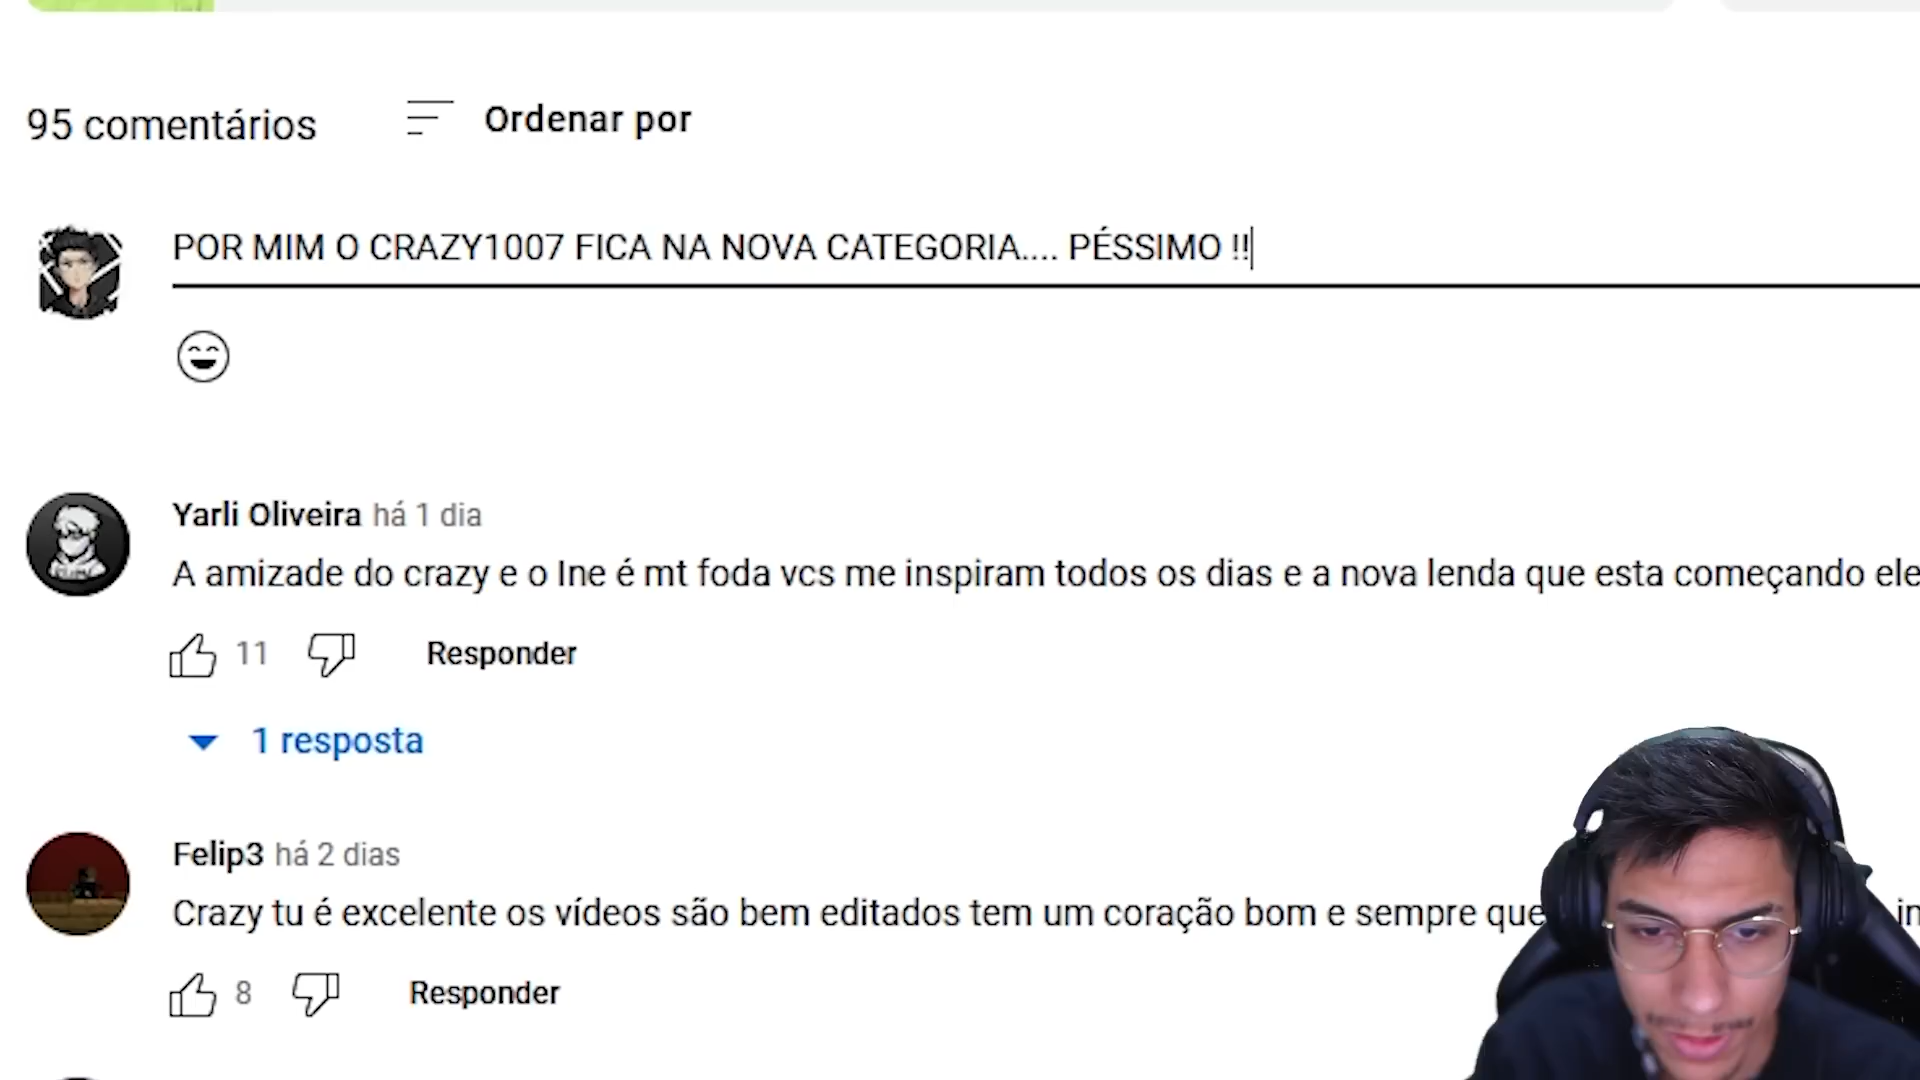 95 comentários
Ordenar por
POR MIM O CRAZY1007 FICA NA NOVA CATEGORIA.... PÉSSIMO !!
Yarli Oliveira há 1 dia
A amizade do crazy e o Ine é mt foda vcs me inspiram todos os dias e a nova lenda que esta começando ele
11
Responder
1 resposta
Felip3 há 2 dias
Crazy tu é excelente os vídeos são bem editados tem um coração bom e sempre que
8
Responder